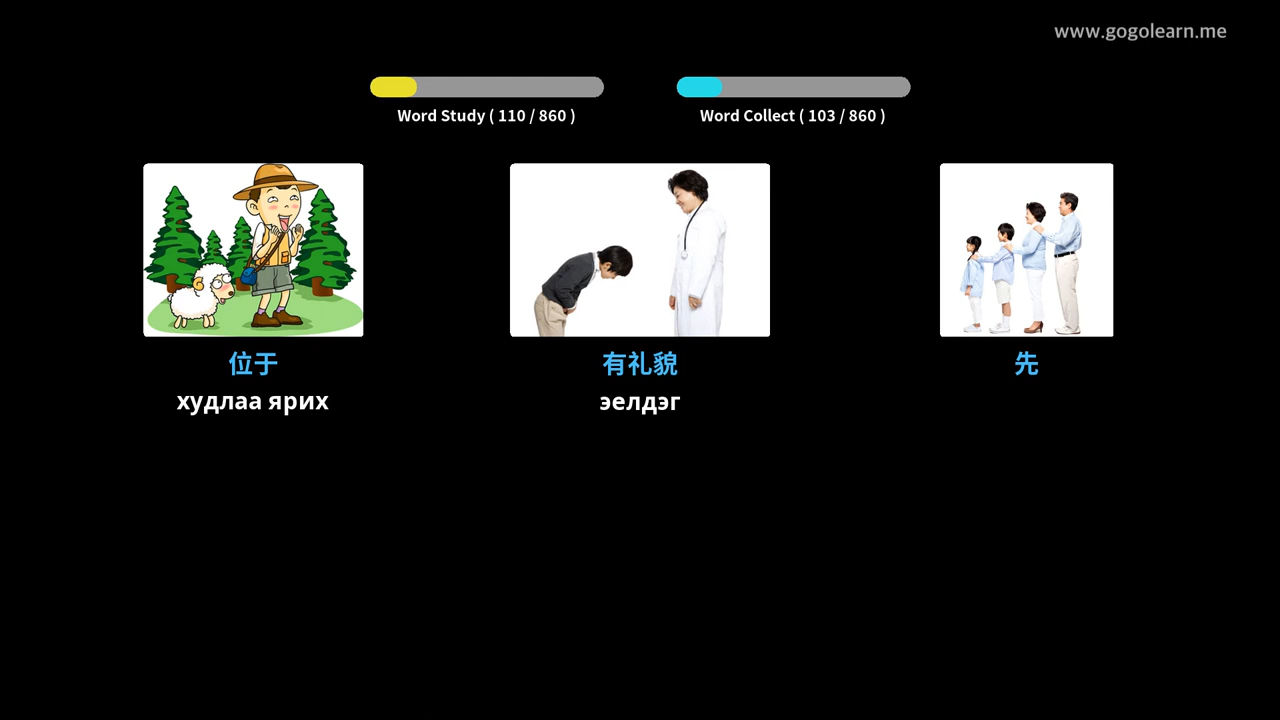 www.gogolearn.me
Word Study ( 110 / 860 )
Word Collect ( 103 / 860 )
位于
有礼貌
先
худлаа ярих
эелдэг